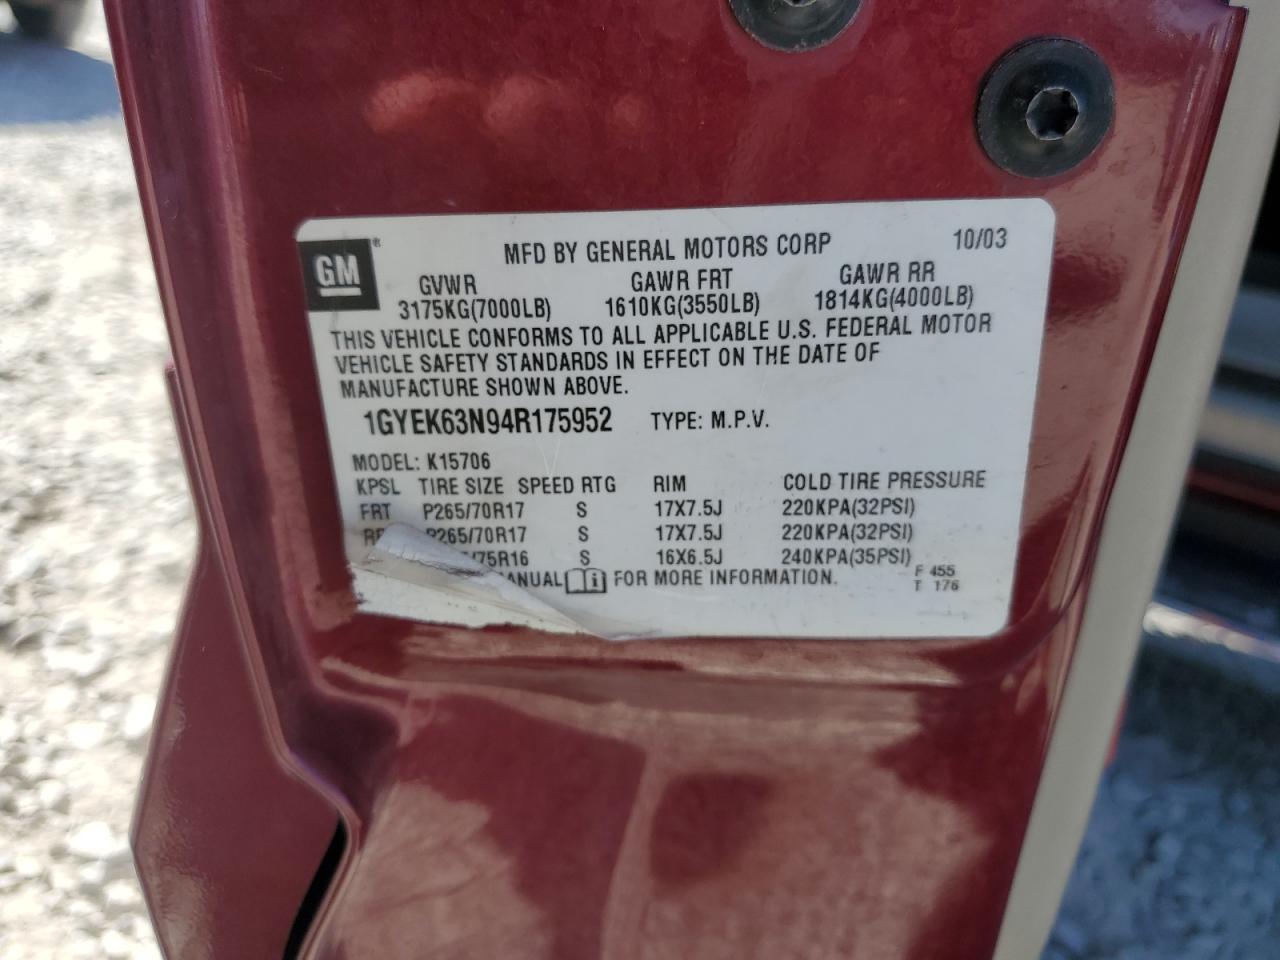 GM®
MFD BY GENERAL MOTORS CORP 10/03
GVWR GAWR FRT GAWR RR
3175KG(7000LB) 1610KG(3550LB) 1814KG(4000LB)
THIS VEHICLE CONFORMS TO ALL APPLICABLE U.S. FEDERAL MOTOR
VEHICLE SAFETY STANDARDS IN EFFECT ON THE DATE OF
MANUFACTURE SHOWN ABOVE.
1GYEK63N94R175952 TYPE: M.P.V.
MODEL: K15706
KPSL TIRE SIZE SPEED RTG RIM COLD TIRE PRESSURE
FRT P265/70R17 S 17X7.5J 220KPA(32PSI)
P265/70R17 S 17X7.5J 220KPA(32PSI)
/75R16 S 16X6.5J 240KPA(35PSI)
ANUAL FOR MORE INFORMATION. F 455
T 176